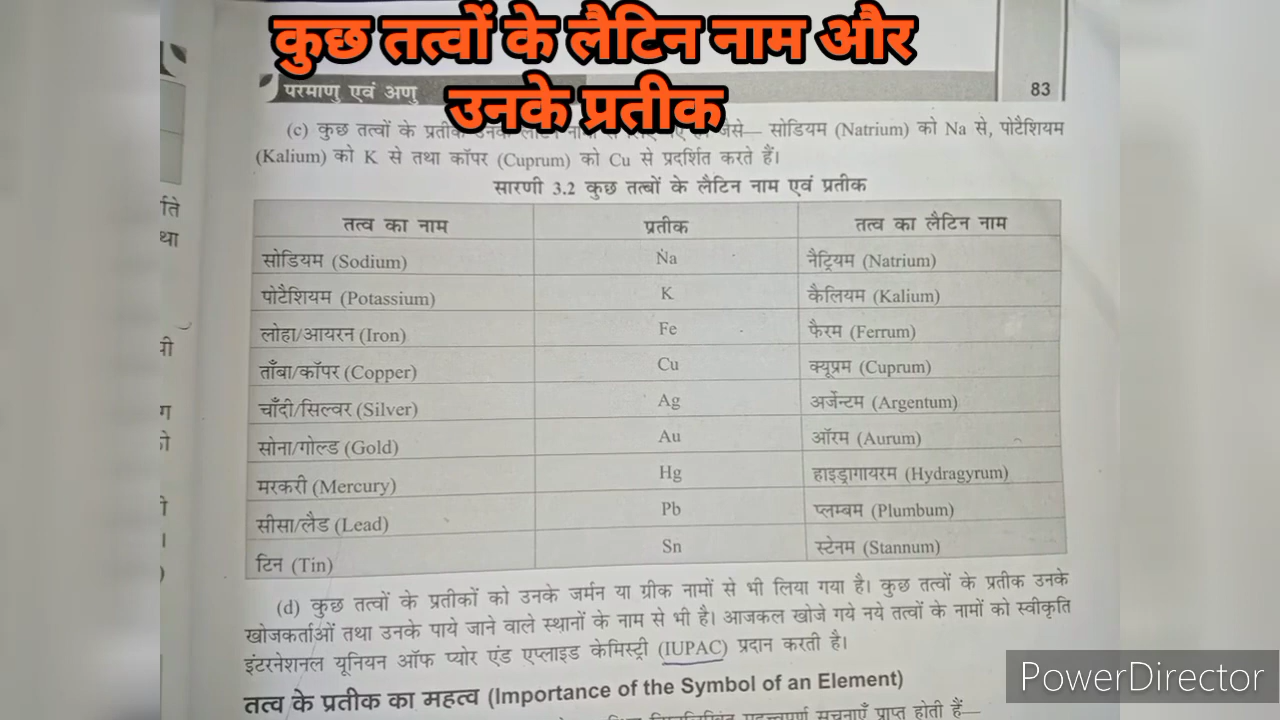 कुछ तत्वों के लैटिन नाम और
उनके प्रतीक
परमाणु एवं अणु
83
(c) कुछ तत्वों के प्रतीक उनके लैटिन जैसे— सोडियम (Natrium) को Na से, पोटैशियम
(Kalium) को K से तथा कॉपर (Cuprum) को Cu से प्रदर्शित करते हैं।
सारणी 3.2 कुछ तत्वों के लैटिन नाम एवं प्रतीक
तत्व का नाम प्रतीक तत्व का लैटिन नाम
सोडियम (Sodium) Na नैट्रियम (Natrium)
पोटैशियम (Potassium) K कैलियम (Kalium)
लोहा/आयरन (Iron) Fe फैरम (Ferrum)
ताँबा/कॉपर (Copper) Cu क्यूप्रम (Cuprum)
चाँदी/सिल्वर (Silver) Ag अर्जेन्टम (Argentum)
सोना/गोल्ड (Gold) Au ऑरम (Aurum)
मरकरी (Mercury) Hg हाइड्रागायरम (Hydragyrum)
सीसा/लैड (Lead) Pb प्लम्बम (Plumbum)
टिन (Tin) Sn स्टेनम (Stannum)
(d) कुछ तत्वों के प्रतीकों को उनके जर्मन या ग्रीक नामों से भी लिया गया है। कुछ तत्वों के प्रतीक उनके
खोजकर्ताओं तथा उनके पाये जाने वाले स्थानों के नाम से भी है। आजकल खोजे गये नये तत्वों के नामों को स्वीकृति
इंटरनेशनल यूनियन ऑफ प्योर एंड एप्लाइड केमिस्ट्री (IUPAC) प्रदान करती है।
तत्व के प्रतीक का महत्व (Importance of the Symbol of an Element)
सूचनाएँ प्राप्त होती हैं—
PowerDirector